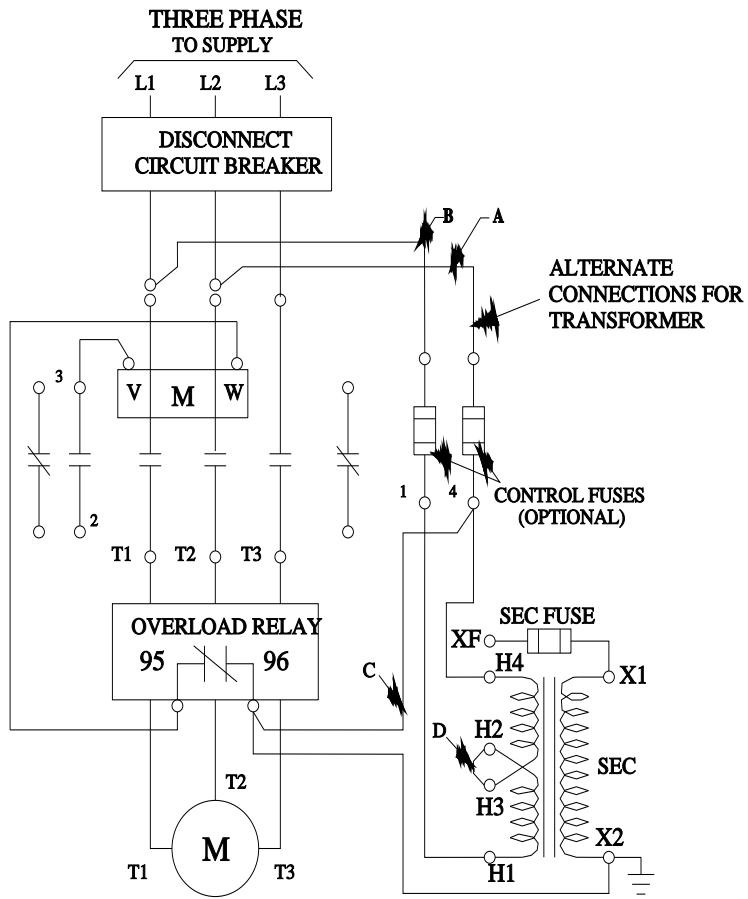 THREE PHASE
TO SUPPLY
L1 L2 L3
DISCONNECT
CIRCUIT BREAKER
B A
ALTERNATE
CONNECTIONS FOR
TRANSFORMER
3
V M W
1 4
CONTROL FUSES
(OPTIONAL)
2
T1 T2 T3
SEC FUSE
OVERLOAD RELAY
XF
95 96
H4 X1
C
D H2
SEC
T2
H3
M
X2
T1 T3
H1